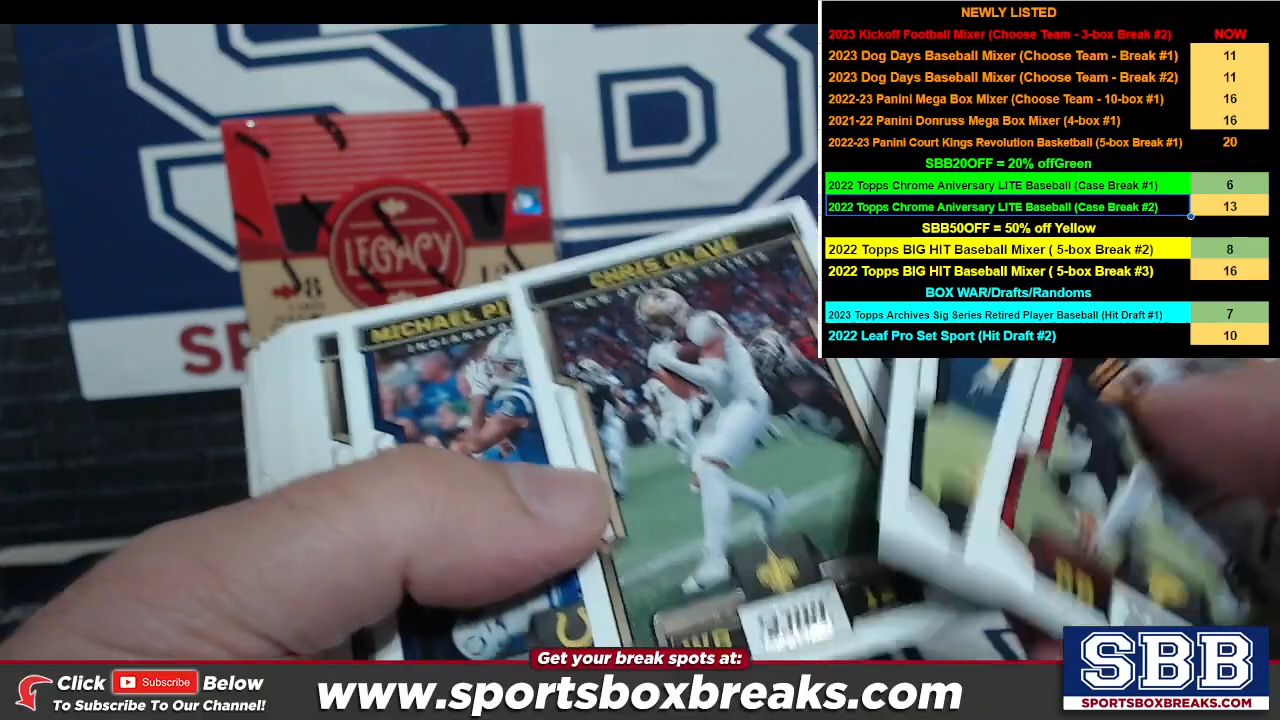 NEWLY LISTED
2023 Kickoff Football Mixer (Choose Team - 3-box Break #2) NOW
2023 Dog Days Baseball Mixer (Choose Team - Break #1) 11
2023 Dog Days Baseball Mixer (Choose Team - Break #2) 11
2022-23 Panini Mega Box Mixer (Choose Team - 10-box #1) 16
2021-22 Panini Donruss Mega Box Mixer (4-box #1) 16
2022-23 Panini Court Kings Revolution Basketball (5-box Break #1) 20
SBB20OFF = 20% offGreen
2022 Topps Chrome Aniversary LITE Baseball (Case Break #1) 6
2022 Topps Chrome Aniversary LITE Baseball (Case Break #2) 13
SBB50OFF = 50% off Yellow
2022 Topps BIG HIT Baseball Mixer ( 5-box Break #2) 8
2022 Topps BIG HIT Baseball Mixer ( 5-box Break #3) 16
BOX WAR/Drafts/Randoms
2023 Topps Archives Sig Series Retired Player Baseball (Hit Draft #1) 7
2022 Leaf Pro Set Sport (Hit Draft #2) 10
LEGACY
8
CHRIS OLAVE
NEW ORLEANS SAINTS
MICHAEL PI
INDIANAPO
SP
WR
Get your break spots at:
Click Subscribe Below
To Subscribe To Our Channel!
www.sportsboxbreaks.com
SBB
SPORTSBOXBREAKS.COM